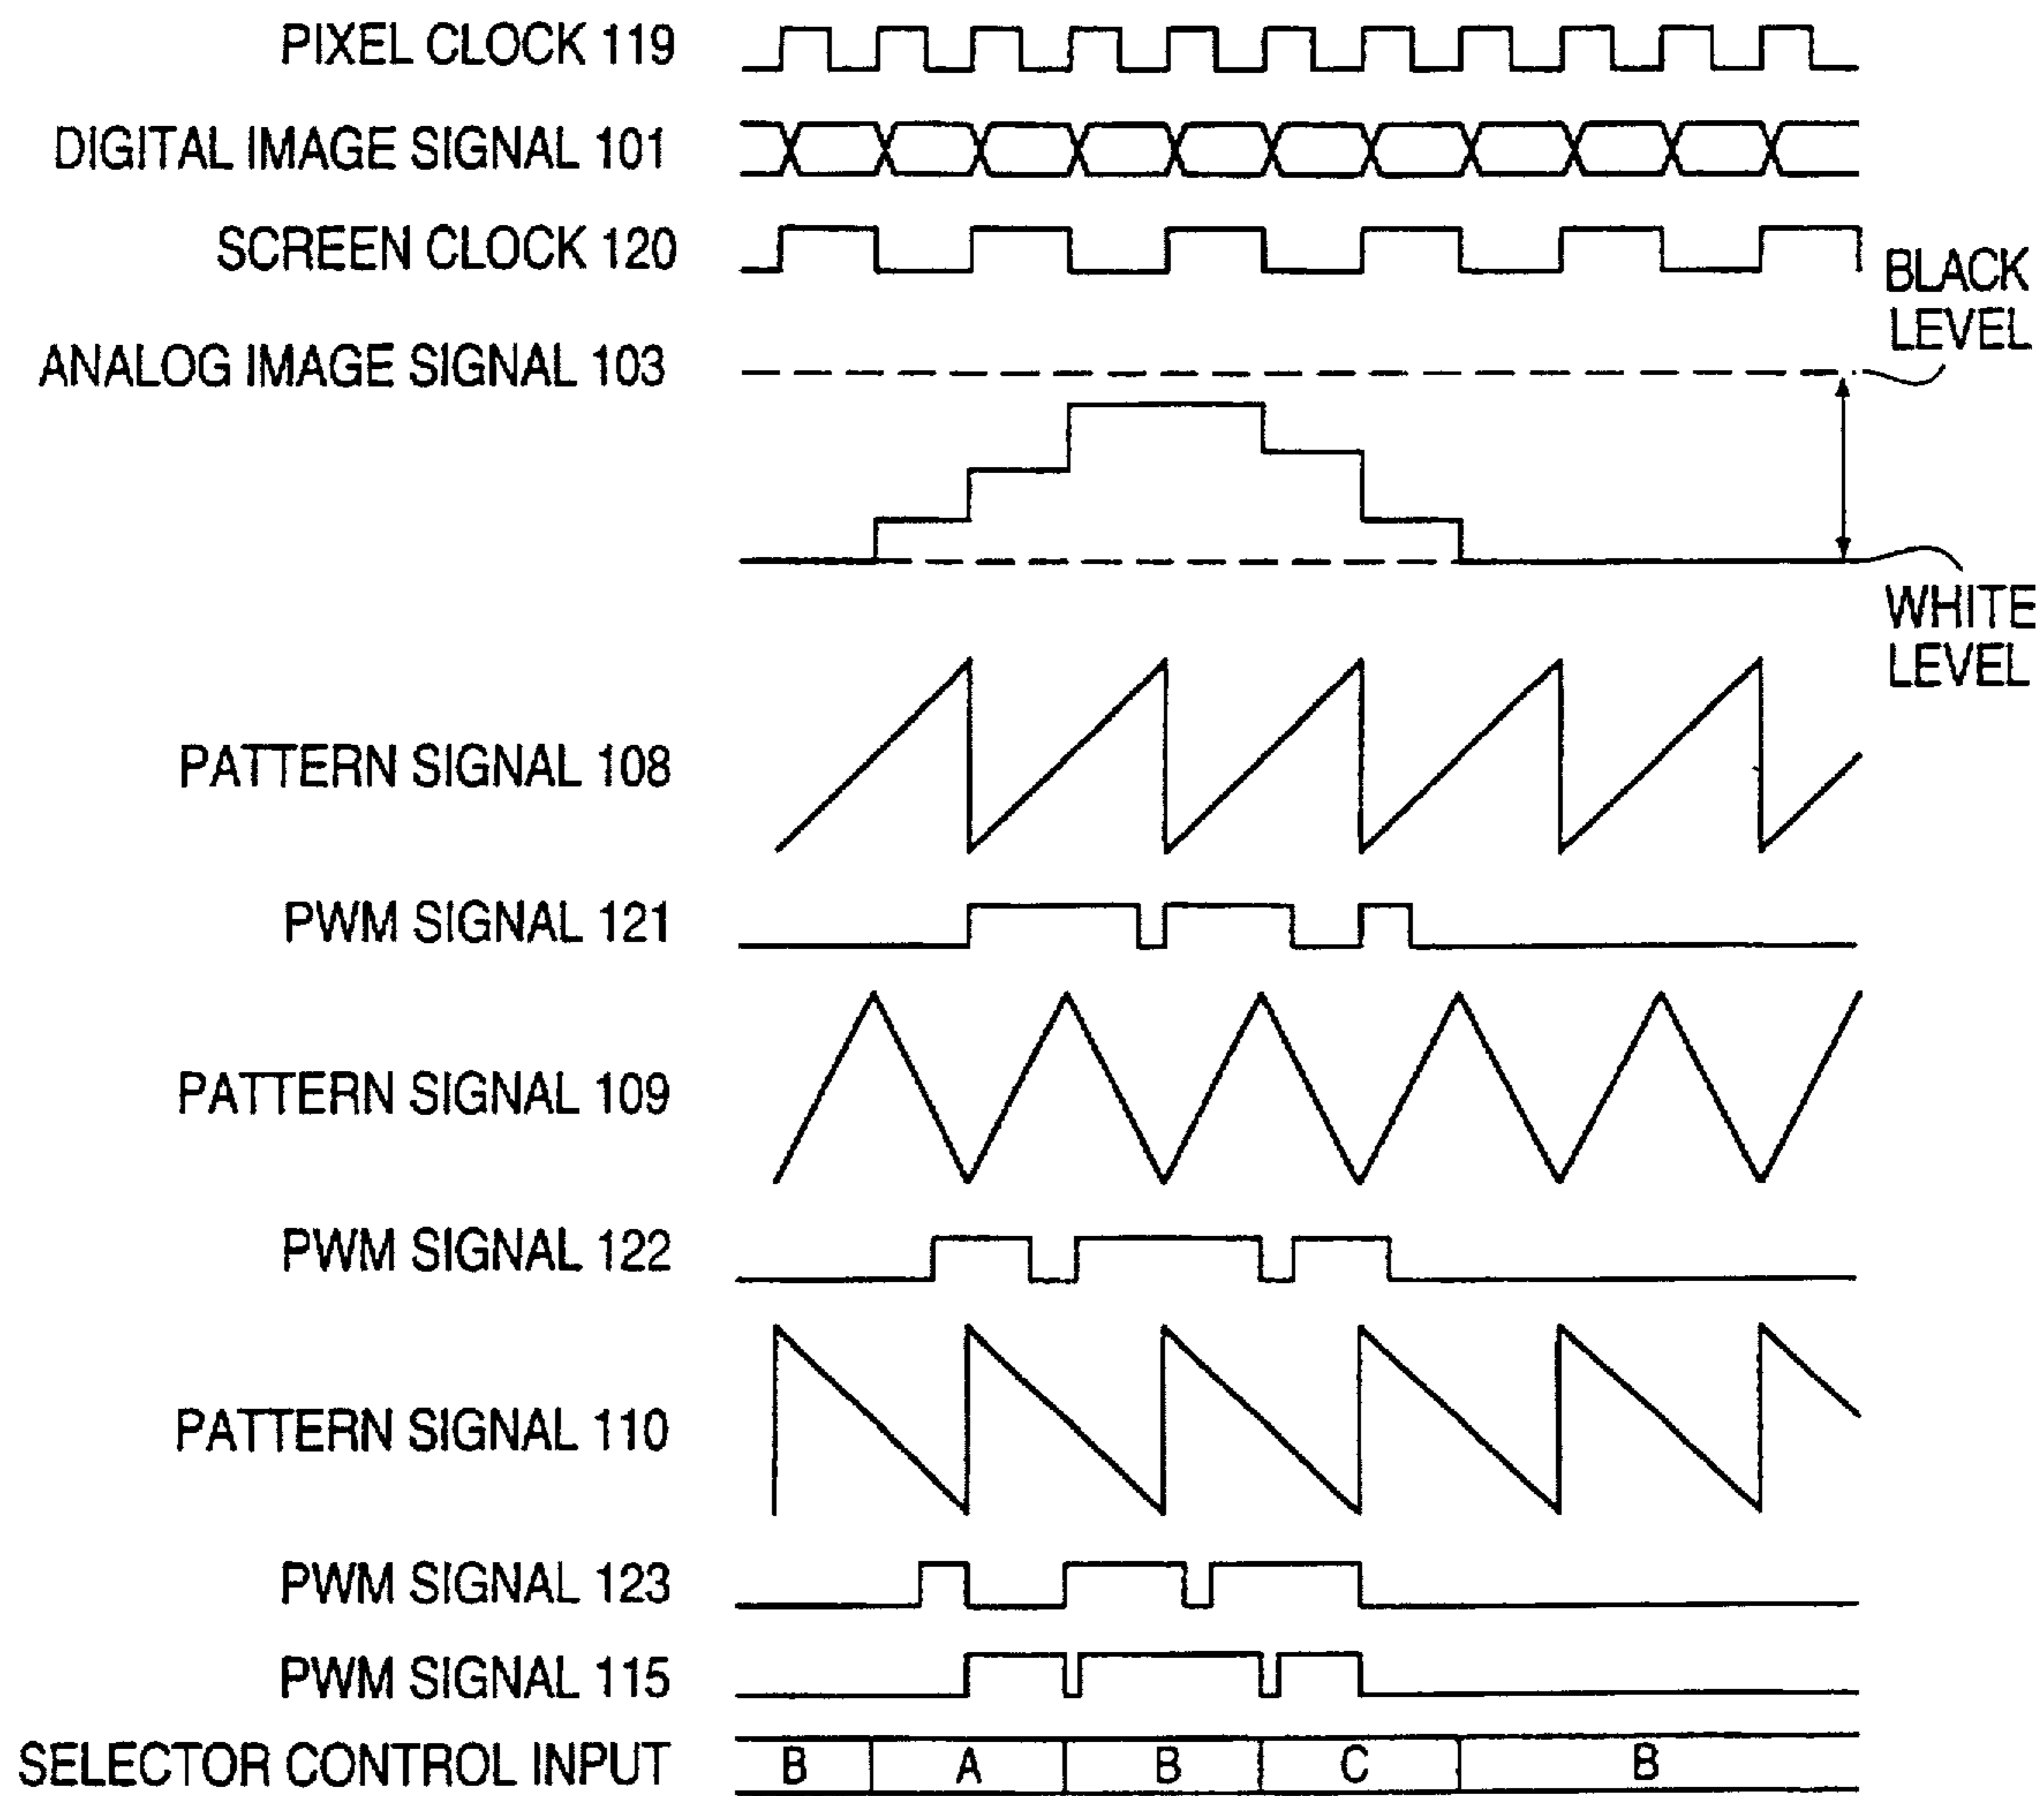 PIXEL CLOCK 119
DIGITAL IMAGE SIGNAL 101
SCREEN CLOCK 120
BLACK
LEVEL
ANALOG IMAGE SIGNAL 103
WHITE
LEVEL
PATTERN SIGNAL 108
PWM SIGNAL 121
PATTERN SIGNAL 109
PWM SIGNAL 122
PATTERN SIGNAL 110
PWM SIGNAL 123
PWM SIGNAL 115
SELECTOR CONTROL INPUT B A B C B